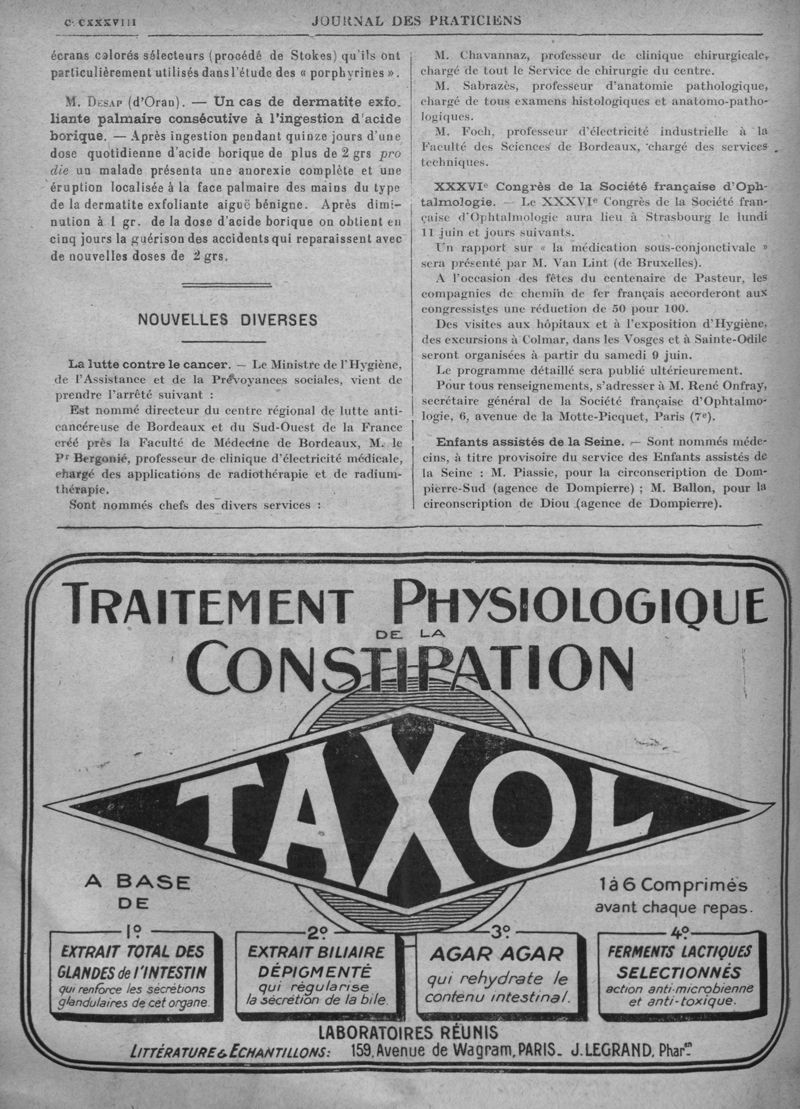 C. CXXXVIII
JOURNAL DES PRATICIENS
écrans colorés sélecteurs (procédé de Stokes) qu'ils ont
particulièrement utilisés dans l'étude des « porphyrines ».
M. DESAP (d'Oran). — Un cas de dermatite exfo-
liante palmaire consécutive à l'ingestion d'acide
borique. — Après ingestion pendant quinze jours d'une
dose quotidienne d'acide borique de plus de 2 grs pro
die un malade présenta une anorexie complète et une
éruption localisée à la face palmaire des mains du type
de la dermatite exfoliante aiguë bénigne. Après dimi-
nution à 1 gr. de la dose d'acide borique on obtient en
cinq jours la guérison des accidents qui reparaissent avec
de nouvelles doses de 2 grs.
NOUVELLES DIVERSES
La lutte contre le cancer. — Le Ministre de l'Hygiène,
de l'Assistance et de la Prévoyances sociales, vient de
prendre l'arrêté suivant :
Est nommé directeur du centre régional de lutte anti-
cancéreuse de Bordeaux et du Sud-Ouest de la France
créé près la Faculté de Médecine de Bordeaux, M. le
Pr Bergonié, professeur de clinique d'électricité médicale,
chargé des applications de radiothérapie et de radium-
thérapie.
Sont nommés chefs des divers services :
M. Chavannaz, professeur de clinique chirurgicale,
chargé de tout le Service de chirurgie du centre.
M. Sabrazès, professeur d'anatomie pathologique,
chargé de tous examens histologiques et anatomo-patho-
logiques.
M. Foch, professeur d'électricité industrielle à la
Faculté des Sciences de Bordeaux, chargé des services
techniques.
XXXVIe Congrès de la Société française d'Oph-
talmologie. — Le XXXVIe Congrès de la Société fran-
çaise d'Ophtalmologie aura lieu à Strasbourg le lundi
11 juin et jours suivants.
Un rapport sur « la médication sous-conjonctivale »
sera présenté par M. Van Lint (de Bruxelles).
A l'occasion des fêtes du centenaire de Pasteur, les
compagnies de chemin de fer français accorderont aux
congressistes une réduction de 50 pour 100.
Des visites aux hôpitaux et à l'exposition d'Hygiène,
des excursions à Colmar, dans les Vosges et à Sainte-Odile
seront organisées à partir du samedi 9 juin.
Le programme détaillé sera publié ultérieurement.
Pour tous renseignements, s'adresser à M. René Onfray,
secrétaire général de la Société française d'Ophtalmo-
logie, 6, avenue de la Motte-Picquet, Paris (7e).
Enfants assistés de la Seine. — Sont nommés méde-
cins, à titre provisoire du service des Enfants assistés de
la Seine : M. Piassie, pour la circonscription de Dom-
pierre-Sud (agence de Dompierre) ; M. Ballon, pour la
circonscription de Diou (agence de Dompierre).
TRAITEMENT PHYSIOLOGIQUE
DE LA
CONSTIPATION
TAXOL
A BASE
DE
1 à 6 Comprimés
avant chaque repas.
1º
EXTRAIT TOTAL DES
GLANDES de l'INTESTIN
qui renforce les sécrétions
glandulaires de cet organe.
2º
EXTRAIT BILIAIRE
DÉPIGMENTÉ
qui régularise
la sécrétion de la bile.
3º
AGAR AGAR
qui rehydrate le
contenu intestinal.
4º
FERMENTS LACTIQUES
SELECTIONNÉS
action anti-microbienne
et anti-toxique.
LABORATOIRES RÉUNIS
LITTÉRATURE & ECHANTILLONS: 159, Avenue de Wagram, PARIS. J. LEGRAND, Pharen